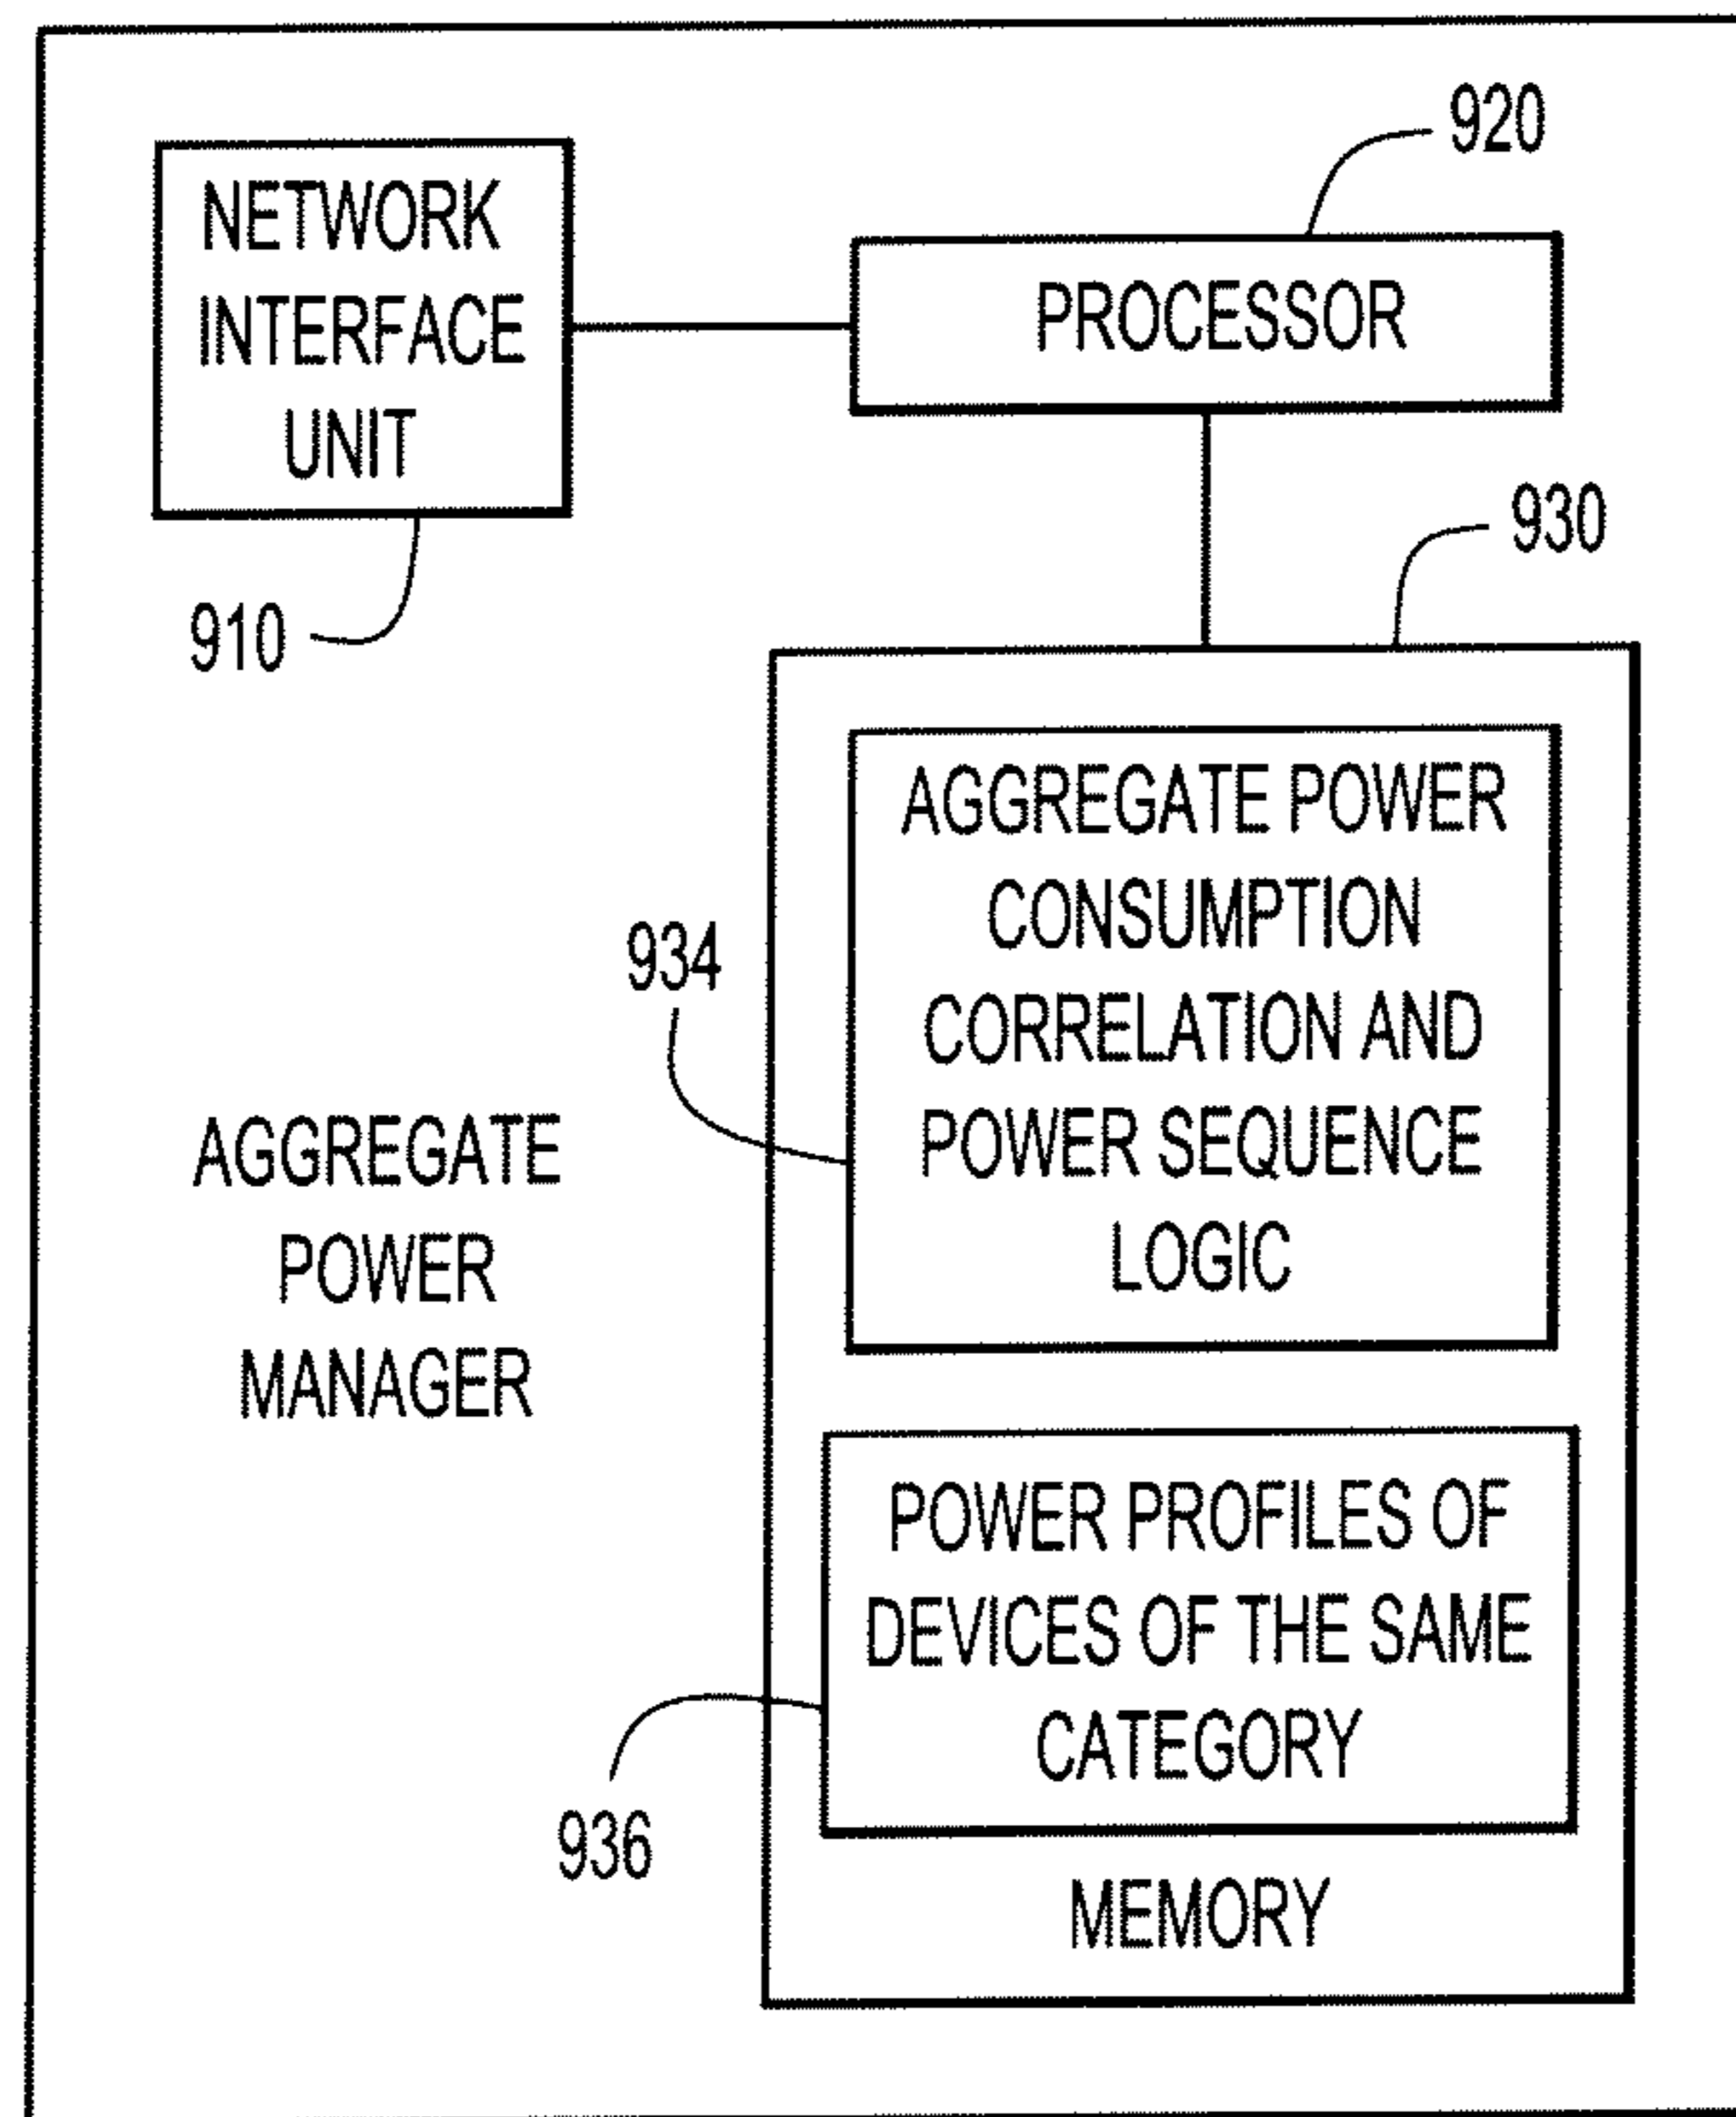 920
NETWORK
INTERFACE
UNIT
PROCESSOR
930
910
AGGREGATE POWER
CONSUMPTION
CORRELATION AND
POWER SEQUENCE
LOGIC
934
AGGREGATE
POWER
MANAGER
POWER PROFILES OF
DEVICES OF THE SAME
CATEGORY
936
MEMORY